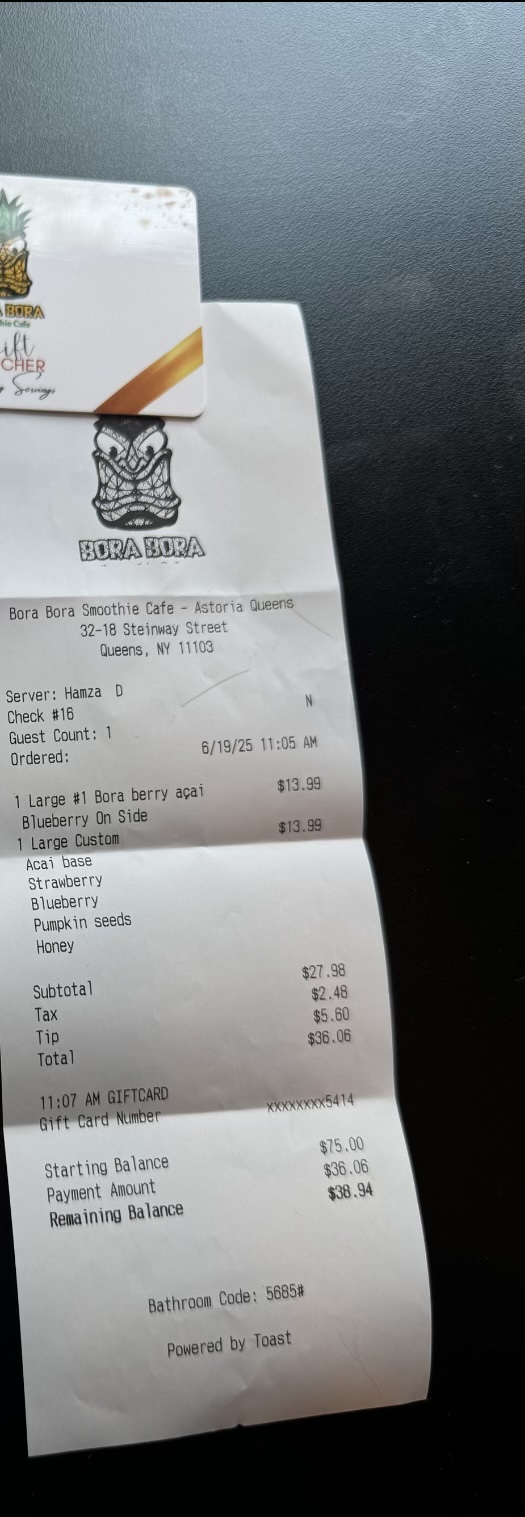 BORA
ift
CHER
Servings
BORA BORA
Bora Bora Smoothie Cafe - Astoria Queens
32-18 Steinway Street
Queens, NY 11103
Server: Hamza D
Check #16 N
Guest Count: 1
Ordered: 6/19/25 11:05 AM
1 Large #1 Bora berry açai $13.99
Blueberry On Side
1 Large Custom $13.99
Acai base
Strawberry
Blueberry
Pumpkin seeds
Honey
Subtotal $27.98
Tax $2.48
Tip $5.60
Total $36.06
11:07 AM GIFTCARD
Gift Card Number xxxxxxxx5414
Starting Balance $75.00
Payment Amount $36.06
Remaining Balance $38.94
Bathroom Code: 5685#
Powered by Toast